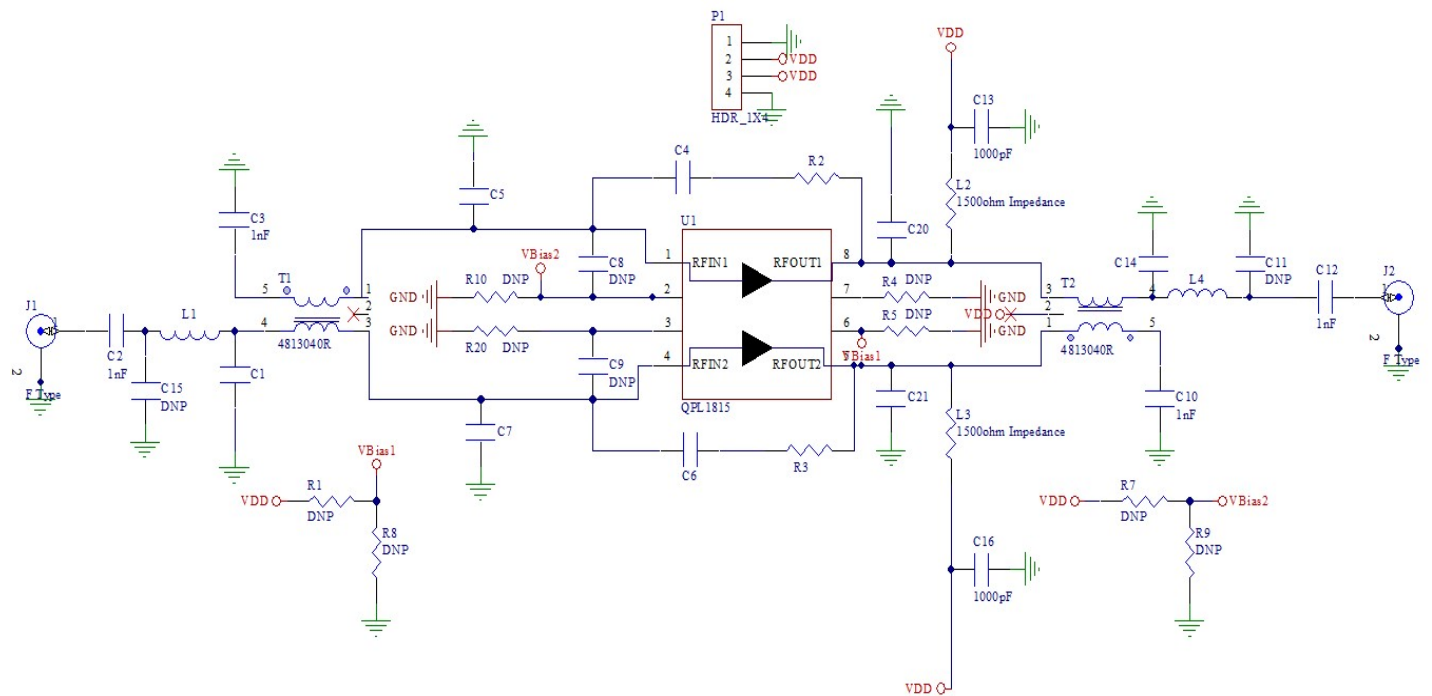 P1
1
2 VDD
3 VDD
4
HDR_1X4
VDD
C13
1000pF
C4
R2
C5
L2
1500ohm Impedance
C3
1nF
U1
C20
VBias2
1 RFIN1 RFOUT1 8
C8
DNP
C14
L4
C11
DNP
C12
1nF
J2
1
2
F Type
T1
5 1
2
4 3
4813040R
GND R10 DNP
2
7 R4 DNP GND
VDD
T2
3 4
2
1 5
4813040R
J1
1
2
F Type
L1
C2
1nF
GND R20 DNP
3
6 R5 DNP GND
VBias1
C9
DNP
4 RFIN2 RFOUT2 5
QPL1815
C15
DNP
C1
C21
C10
1nF
C7
L3
1500ohm Impedance
C6
R3
VBias1
VDD R1
DNP
R8
DNP
VDD R7
DNP
VBias2
R9
DNP
C16
1000pF
VDD